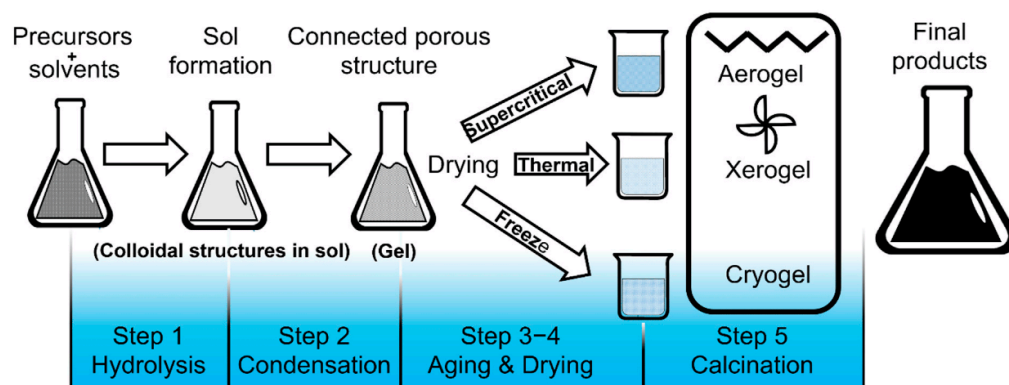 Precursors
+
solvents
Sol
formation
Connected porous
structure
Final
products
Supercritical
Drying
Thermal
Freeze
Aerogel
Xerogel
Cryogel
(Colloidal structures in sol)
(Gel)
Step 1
Hydrolysis
Step 2
Condensation
Step 3−4
Aging & Drying
Step 5
Calcination